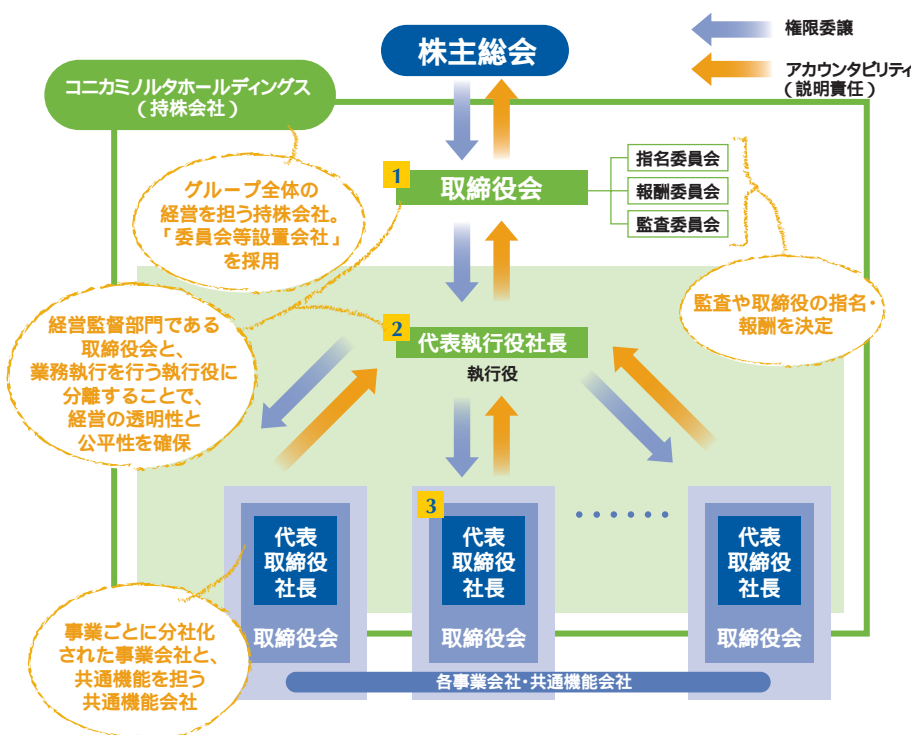 株主総会
権限委譲
アカウンタビリティ
(説明責任)
コニカミノルタホールディングス
(持株会社)
1
取締役会
指名委員会
報酬委員会
監査委員会
グループ全体の
経営を担う持株会社。
「委員会等設置会社」
を採用
監査や取締役の指名・
報酬を決定
経営監督部門である
取締役会と、
業務執行を行う執行役に
分離することで、
経営の透明性と
公平性を確保
2
代表執行役社長
執行役
代表
取締役
社長
取締役会
3
代表
取締役
社長
取締役会
......
代表
取締役
社長
取締役会
事業ごとに分社化
された事業会社と、
共通機能を担う
共通機能会社
各事業会社・共通機能会社